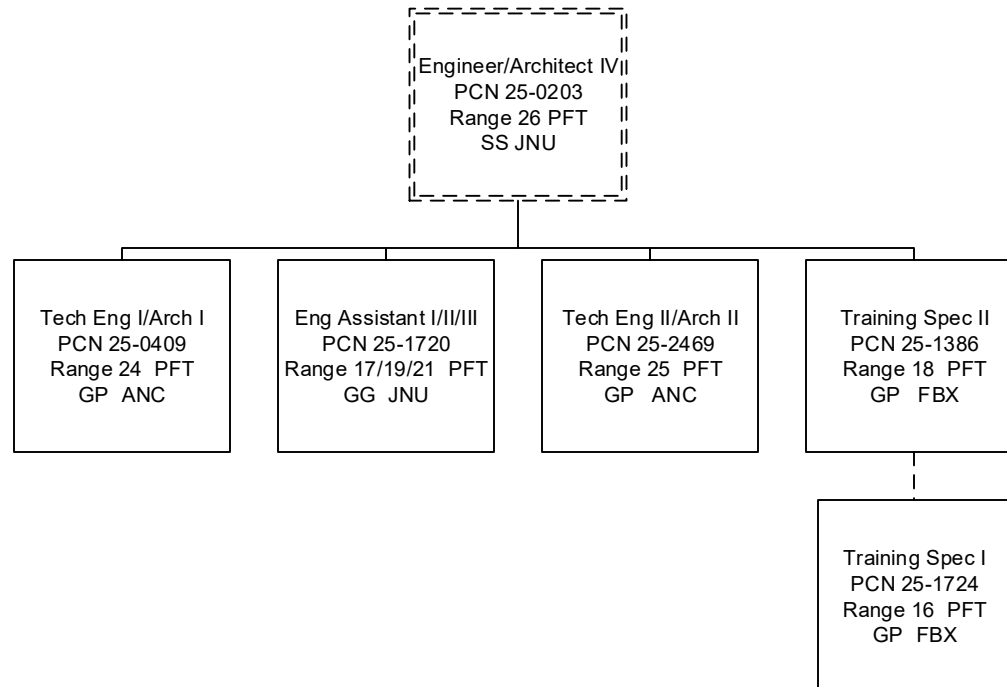 Engineer/Architect IV
PCN 25-0203
Range 26 PFT
SS JNU
Tech Eng I/Arch I
PCN 25-0409
Range 24 PFT
GP ANC
Eng Assistant I/II/III
PCN 25-1720
Range 17/19/21 PFT
GG JNU
Tech Eng II/Arch II
PCN 25-2469
Range 25 PFT
GP ANC
Training Spec II
PCN 25-1386
Range 18 PFT
GP FBX
Training Spec I
PCN 25-1724
Range 16 PFT
GP FBX